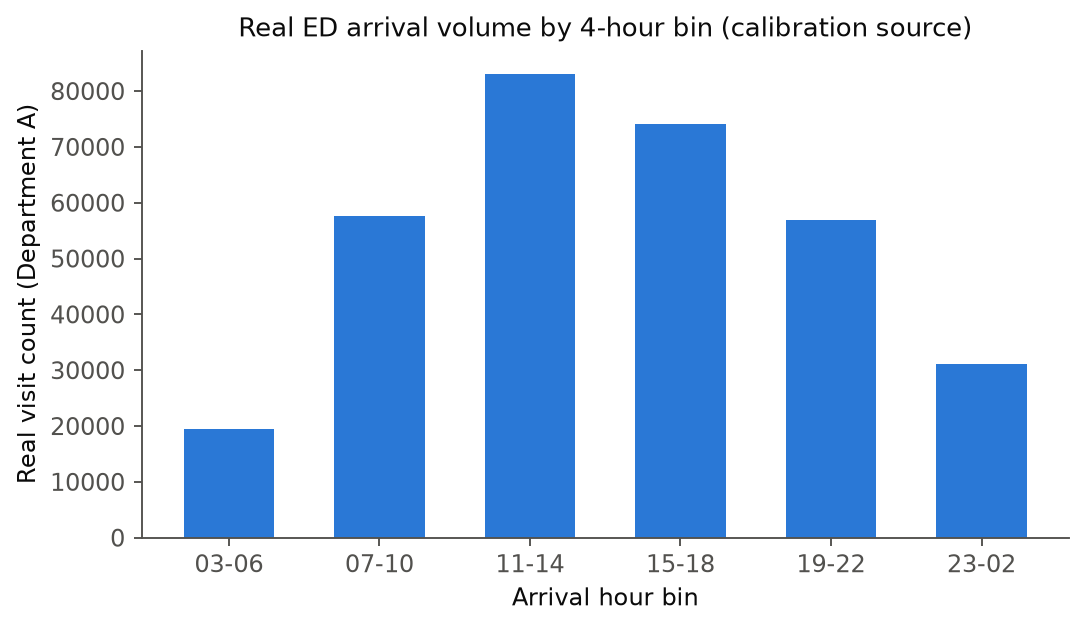 Real ED arrival volume by 4-hour bin (calibration source)
Real visit count (Department A)
80000
70000
60000
50000
40000
30000
20000
10000
0
03-06 07-10 11-14 15-18 19-22 23-02
Arrival hour bin